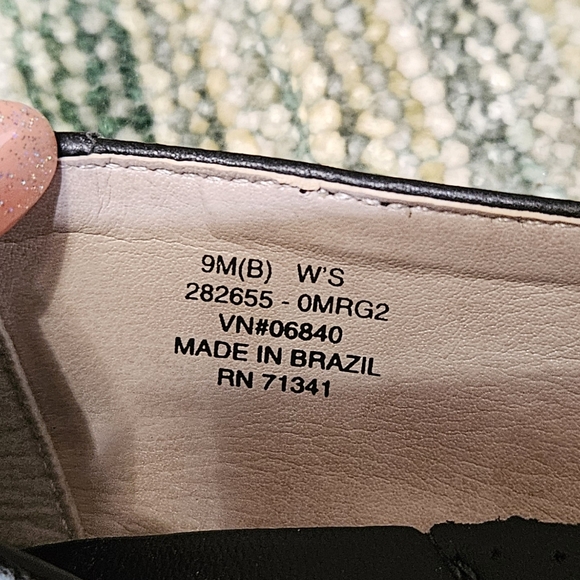 9M(B) W'S
282655 - 0MRG2
VN#06840
MADE IN BRAZIL
RN 71341